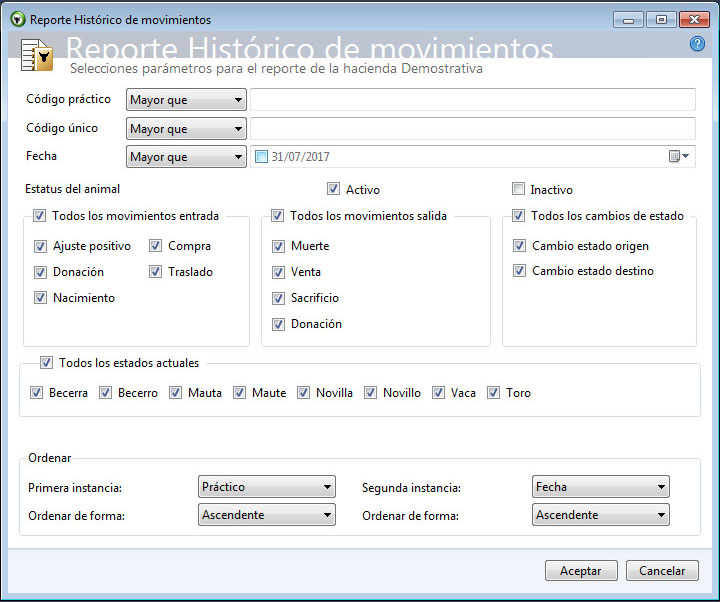 Reporte Histórico de movimientos
Reporte Histórico de movimientos
Selecciones parámetros para el reporte de la hacienda Demostrativa
Código práctico Mayor que
Código único Mayor que
Fecha Mayor que 31/07/2017
Estatus del animal Activo Inactivo
Todos los movimientos entrada Todos los movimientos salida Todos los cambios de estado
Ajuste positivo Compra Muerte Cambio estado origen
Donación Traslado Venta Cambio estado destino
Nacimiento Sacrificio
Donación
Todos los estados actuales
Becerra Becerro Mauta Maute Novilla Novillo Vaca Toro
Ordenar
Primera instancia: Práctico Segunda instancia: Fecha
Ordenar de forma: Ascendente Ordenar de forma: Ascendente
Aceptar Cancelar